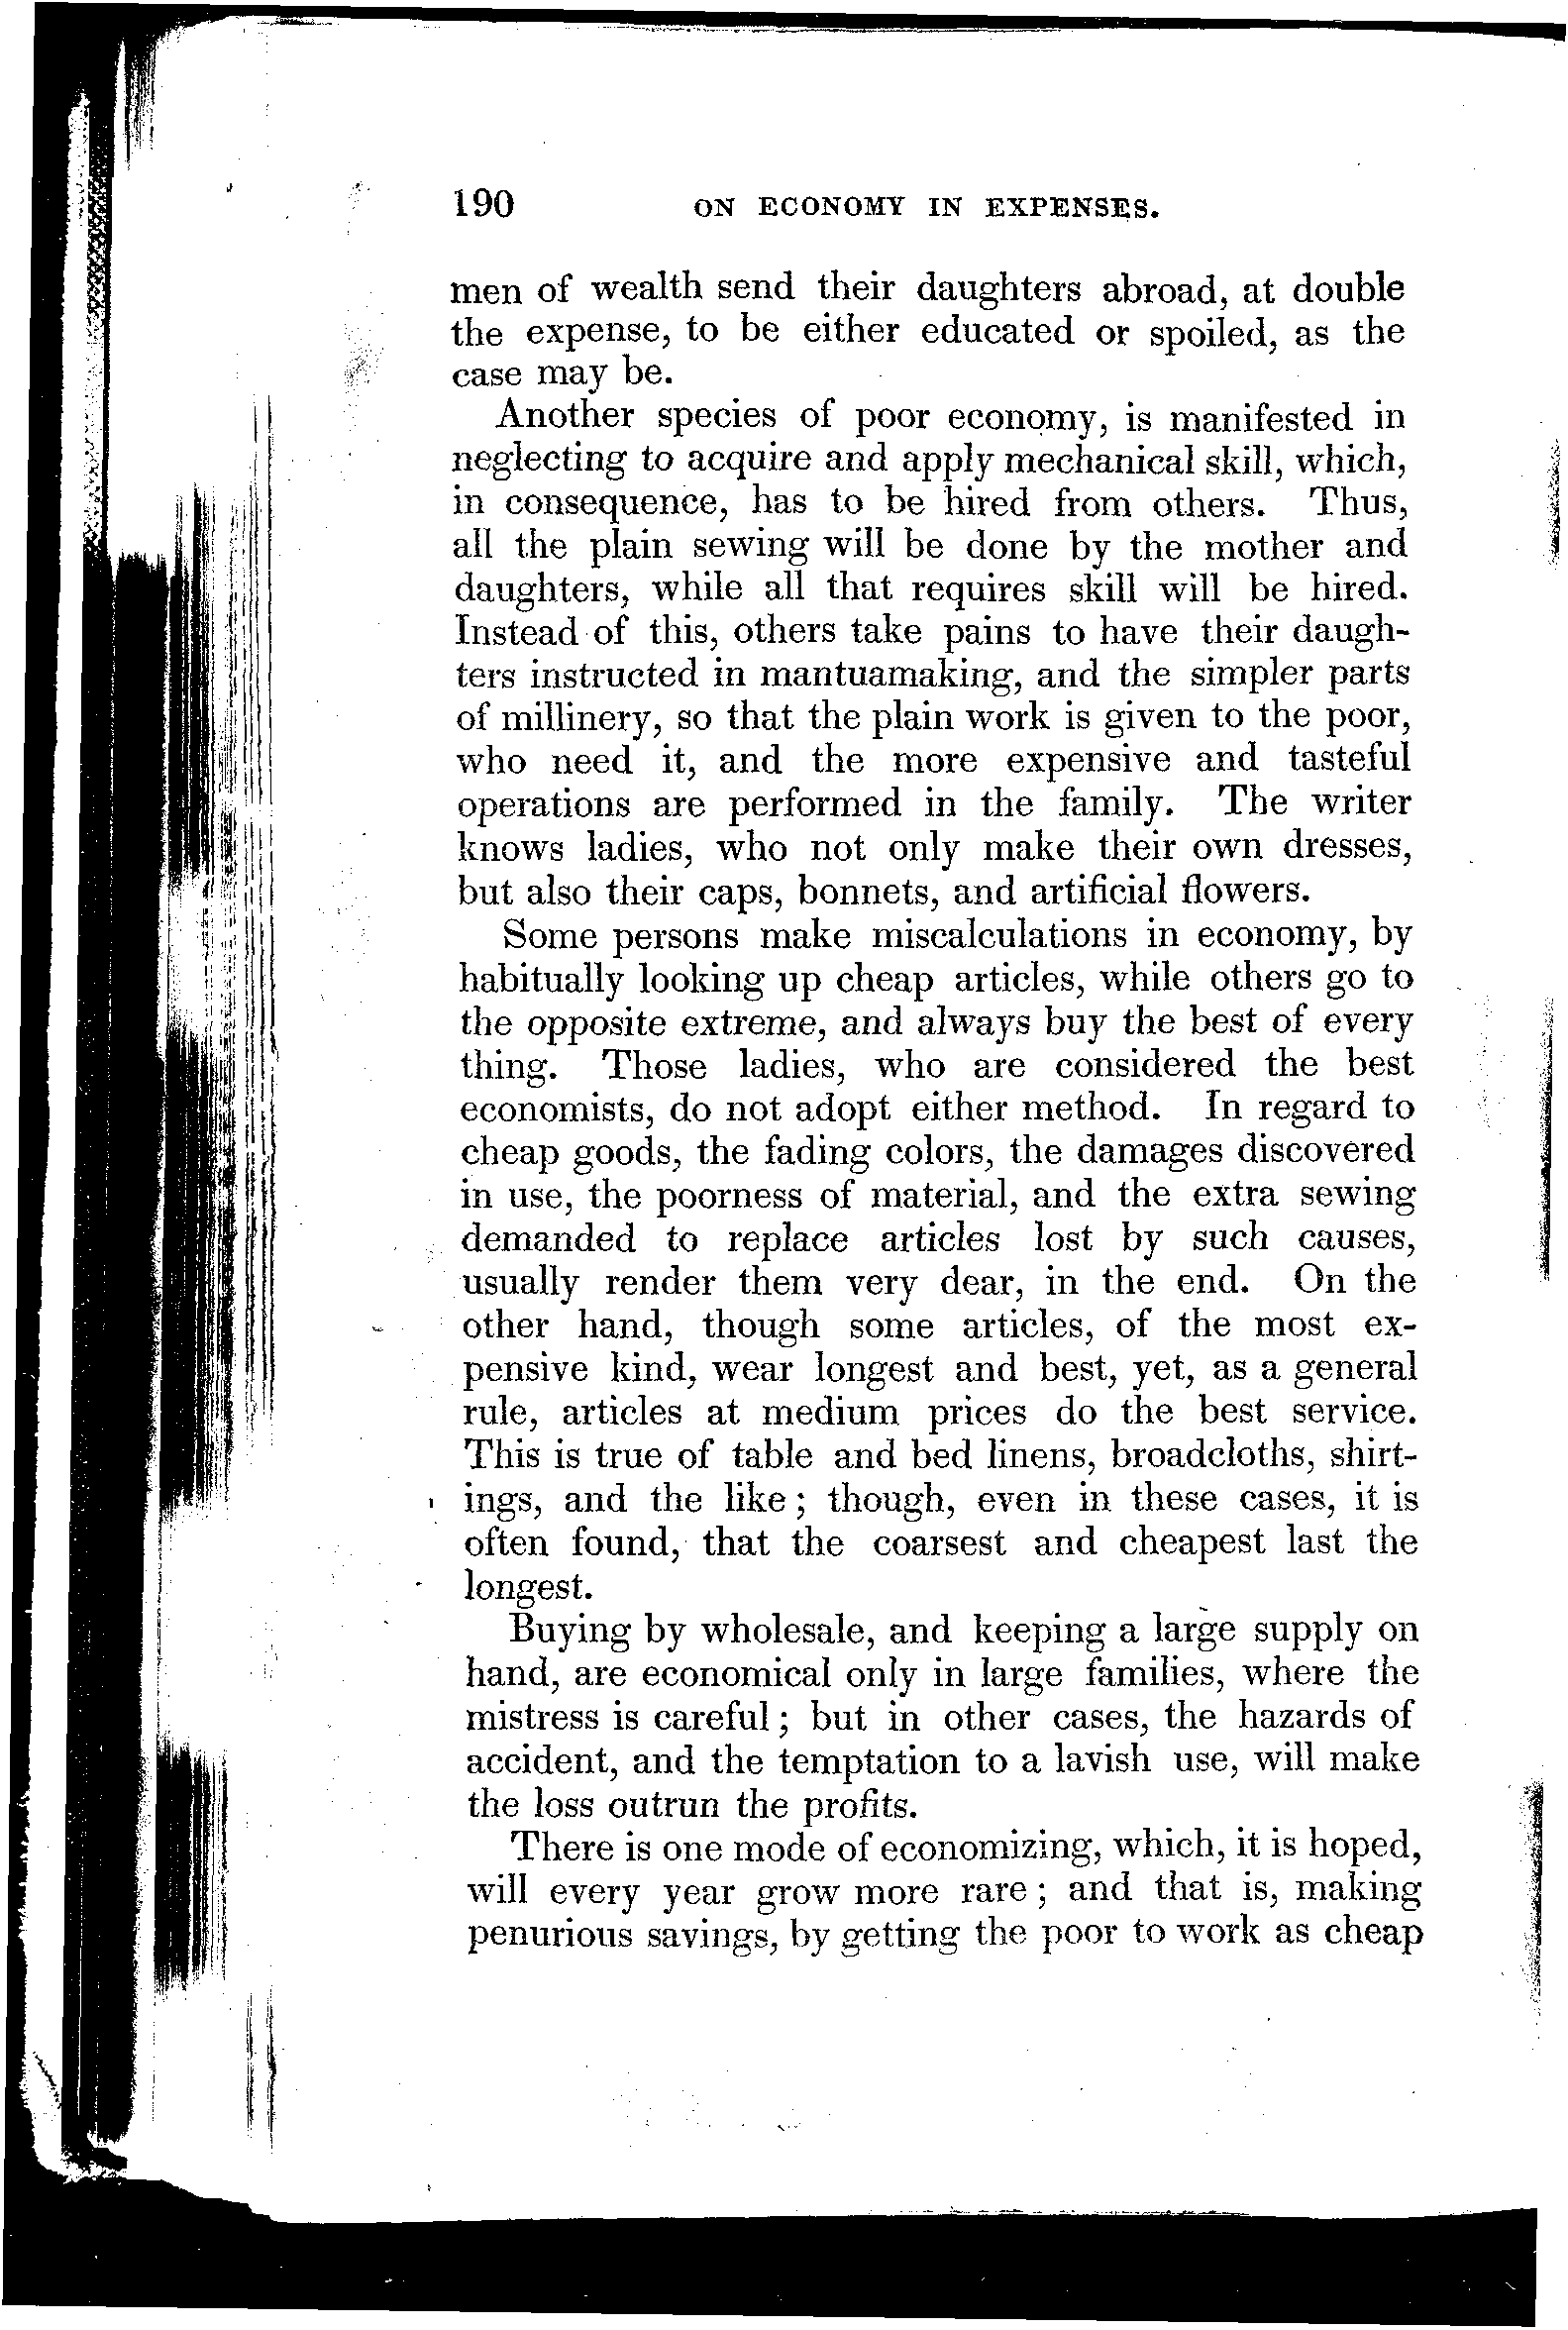 190 ON ECONOMY IN EXPENSES.
men of wealth send their daughters abroad, at double
the expense, to be either educated or spoiled, as the
case may be.
Another species of poor economy, is manifested in
neglecting to acquire and apply mechanical skill, which,
in consequence, has to be hired from others. Thus,
all the plain sewing will be done by the mother and
daughters, while all that requires skill will be hired.
Instead of this, others take pains to have their daugh-
ters instructed in mantuamaking, and the simpler parts
of millinery, so that the plain work is given to the poor,
who need it, and the more expensive and tasteful
operations are performed in the family. The writer
knows ladies, who not only make their own dresses,
but also their caps, bonnets, and artificial flowers.
Some persons make miscalculations in economy, by
habitually looking up cheap articles, while others go to
the opposite extreme, and always buy the best of every
thing. Those ladies, who are considered the best
economists, do not adopt either method. In regard to
cheap goods, the fading colors, the damages discovered
in use, the poorness of material, and the extra sewing
demanded to replace articles lost by such causes,
usually render them very dear, in the end. On the
other hand, though some articles, of the most ex-
pensive kind, wear longest and best, yet, as a general
rule, articles at medium prices do the best service.
This is true of table and bed linens, broadcloths, shirt-
ings, and the like; though, even in these cases, it is
often found, that the coarsest and cheapest last the
longest.
Buying by wholesale, and keeping a large supply on
hand, are economical only in large families, where the
mistress is careful; but in other cases, the hazards of
accident, and the temptation to a lavish use, will make
the loss outrun the profits.
There is one mode of economizing, which, it is hoped,
will every year grow more rare; and that is, making
penurious savings, by getting the poor to work as cheap